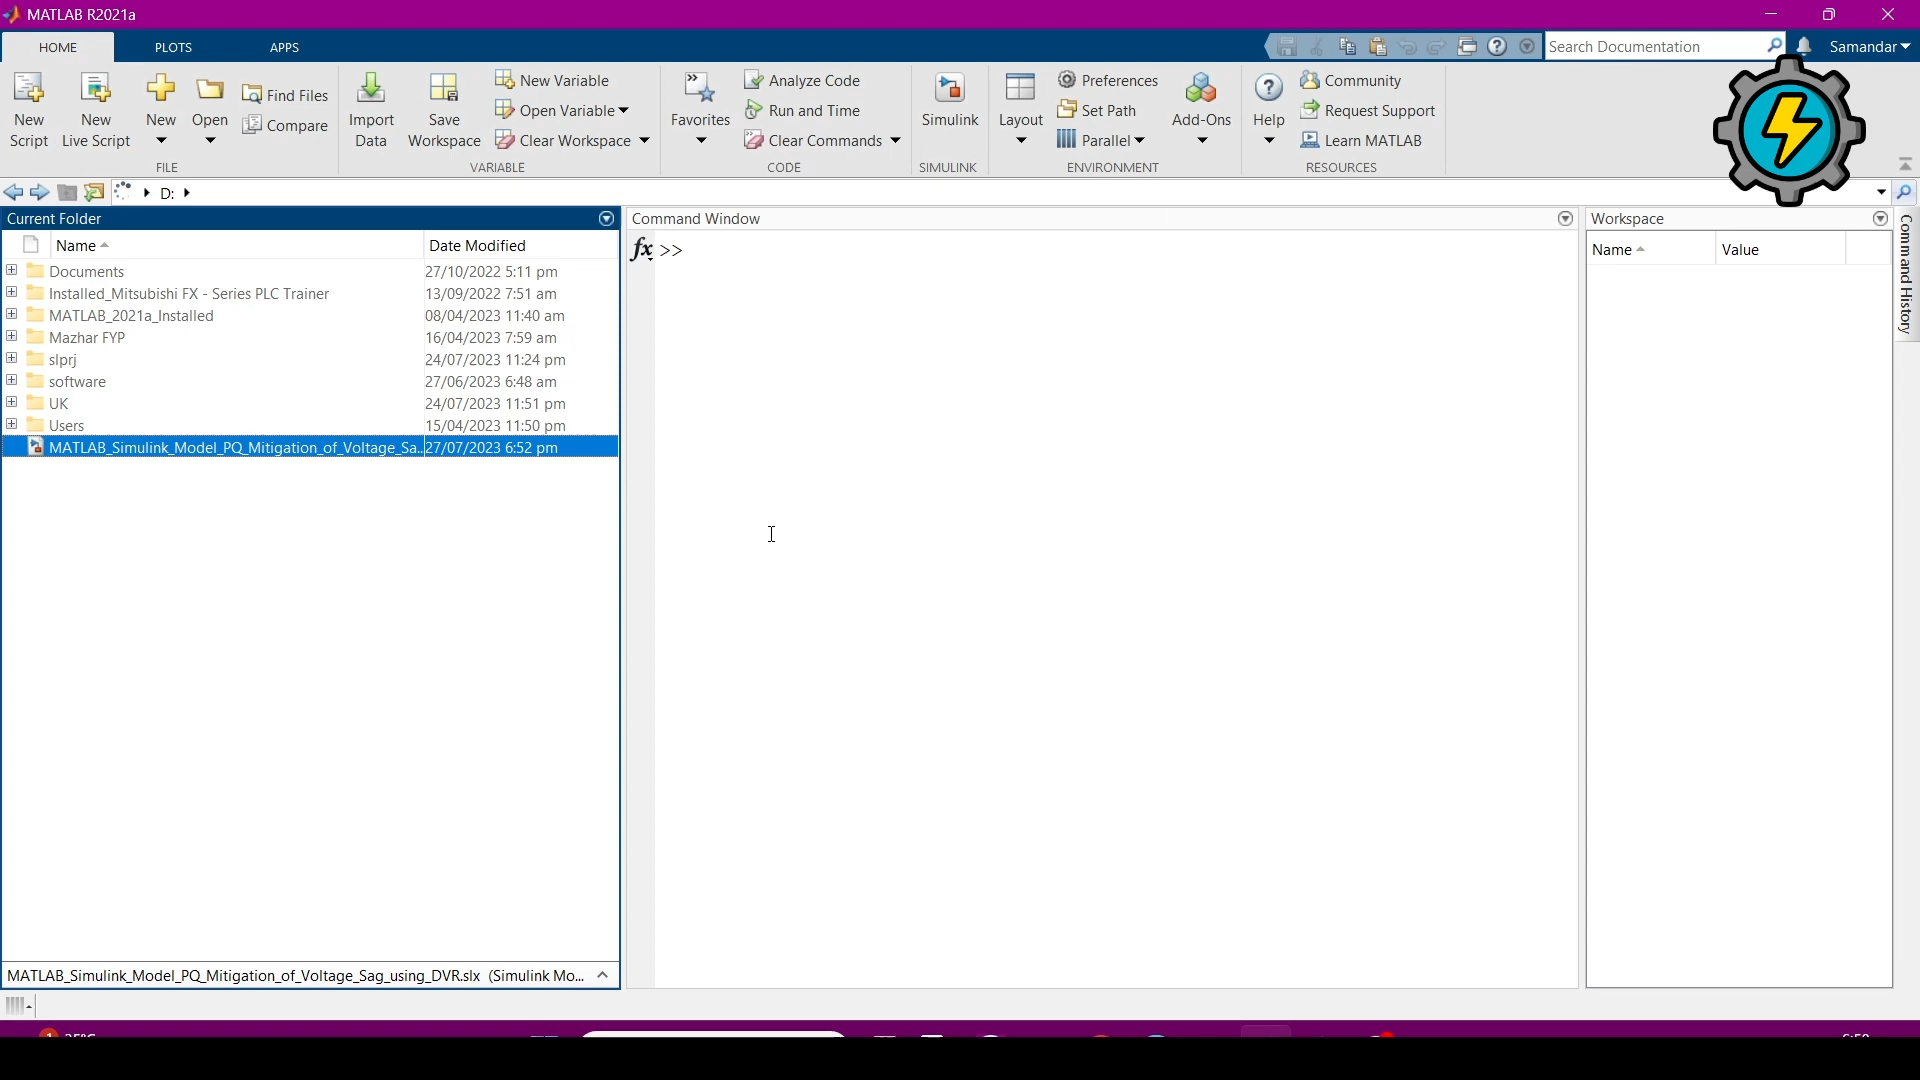 MATLAB R2021a
HOME PLOTS APPS
Search Documentation
Samandar
New Script
New Live Script
New
Open
Find Files
Compare
FILE
Import Data
Save Workspace
New Variable
Open Variable
Clear Workspace
VARIABLE
Favorites
Analyze Code
Run and Time
Clear Commands
CODE
Simulink
SIMULINK
Layout
Preferences
Set Path
Parallel
Add-Ons
ENVIRONMENT
Help
Community
Request Support
Learn MATLAB
RESOURCES
D:
Current Folder
Name Date Modified
Documents 27/10/2022 5:11 pm
Installed_Mitsubishi FX - Series PLC Trainer 13/09/2022 7:51 am
MATLAB_2021a_Installed 08/04/2023 11:40 am
Mazhar FYP 16/04/2023 7:59 am
slprj 24/07/2023 11:24 pm
software 27/06/2023 6:48 am
UK 24/07/2023 11:51 pm
Users 15/04/2023 11:50 pm
MATLAB_Simulink_Model_PQ_Mitigation_of_Voltage_Sa... 27/07/2023 6:52 pm
MATLAB_Simulink_Model_PQ_Mitigation_of_Voltage_Sag_using_DVR.slx (Simulink Mo...
Command Window
fx >>
Workspace
Name Value
Command History